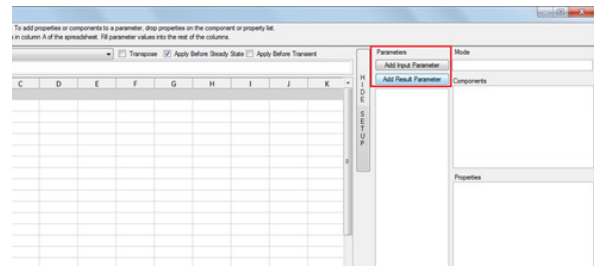 To add properties or components to a parameter, drop properties on the component or property list.
in column A of the spreadsheet. Fill parameter values into the rest of the columns.
Transpose Apply Before Steady State Apply Before Transient
Parameters
Mode
Add Input Parameter
Add Result Parameter
Components
C D E F G H I J K
HIDE SETUP
Properties